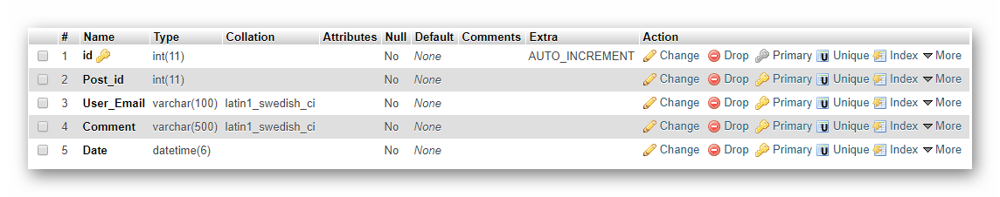 # Name Type Collation Attributes Null Default Comments Extra Action
1 id int(11) No None AUTO_INCREMENT Change Drop Primary Unique Index More
2 Post_id int(11) No None Change Drop Primary Unique Index More
3 User_Email varchar(100) latin1_swedish_ci No None Change Drop Primary Unique Index More
4 Comment varchar(500) latin1_swedish_ci No None Change Drop Primary Unique Index More
5 Date datetime(6) No None Change Drop Primary Unique Index More